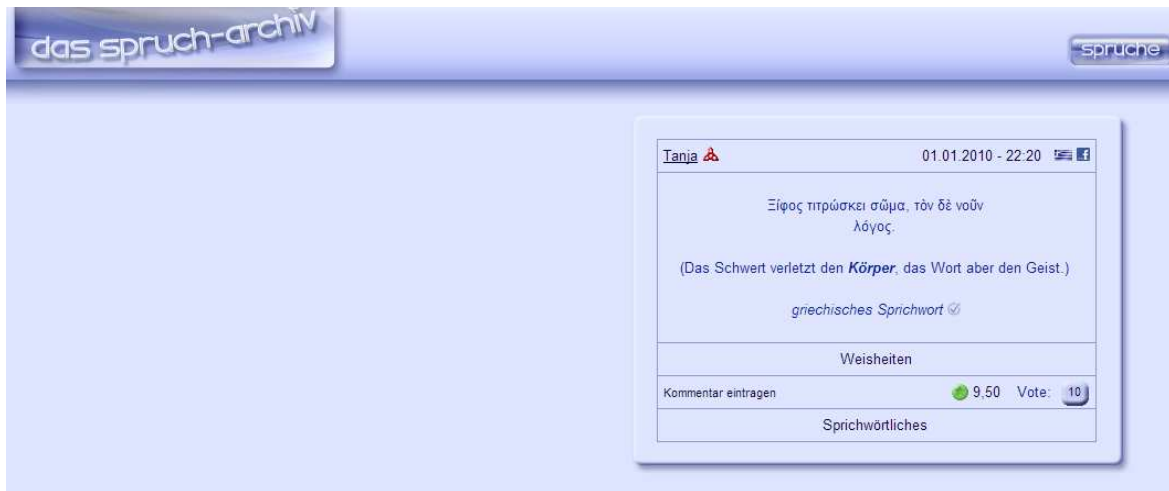 das spruch-archiv
sprüche
Tanja 01.01.2010 - 22:20
Ξίφος τιτρώσκει σῶμα, τὸν δὲ νοῦν
λόγος.
(Das Schwert verletzt den Körper, das Wort aber den Geist.)
griechisches Sprichwort
Weisheiten
Kommentar eintragen 9,50 Vote: 10
Sprichwörtliches